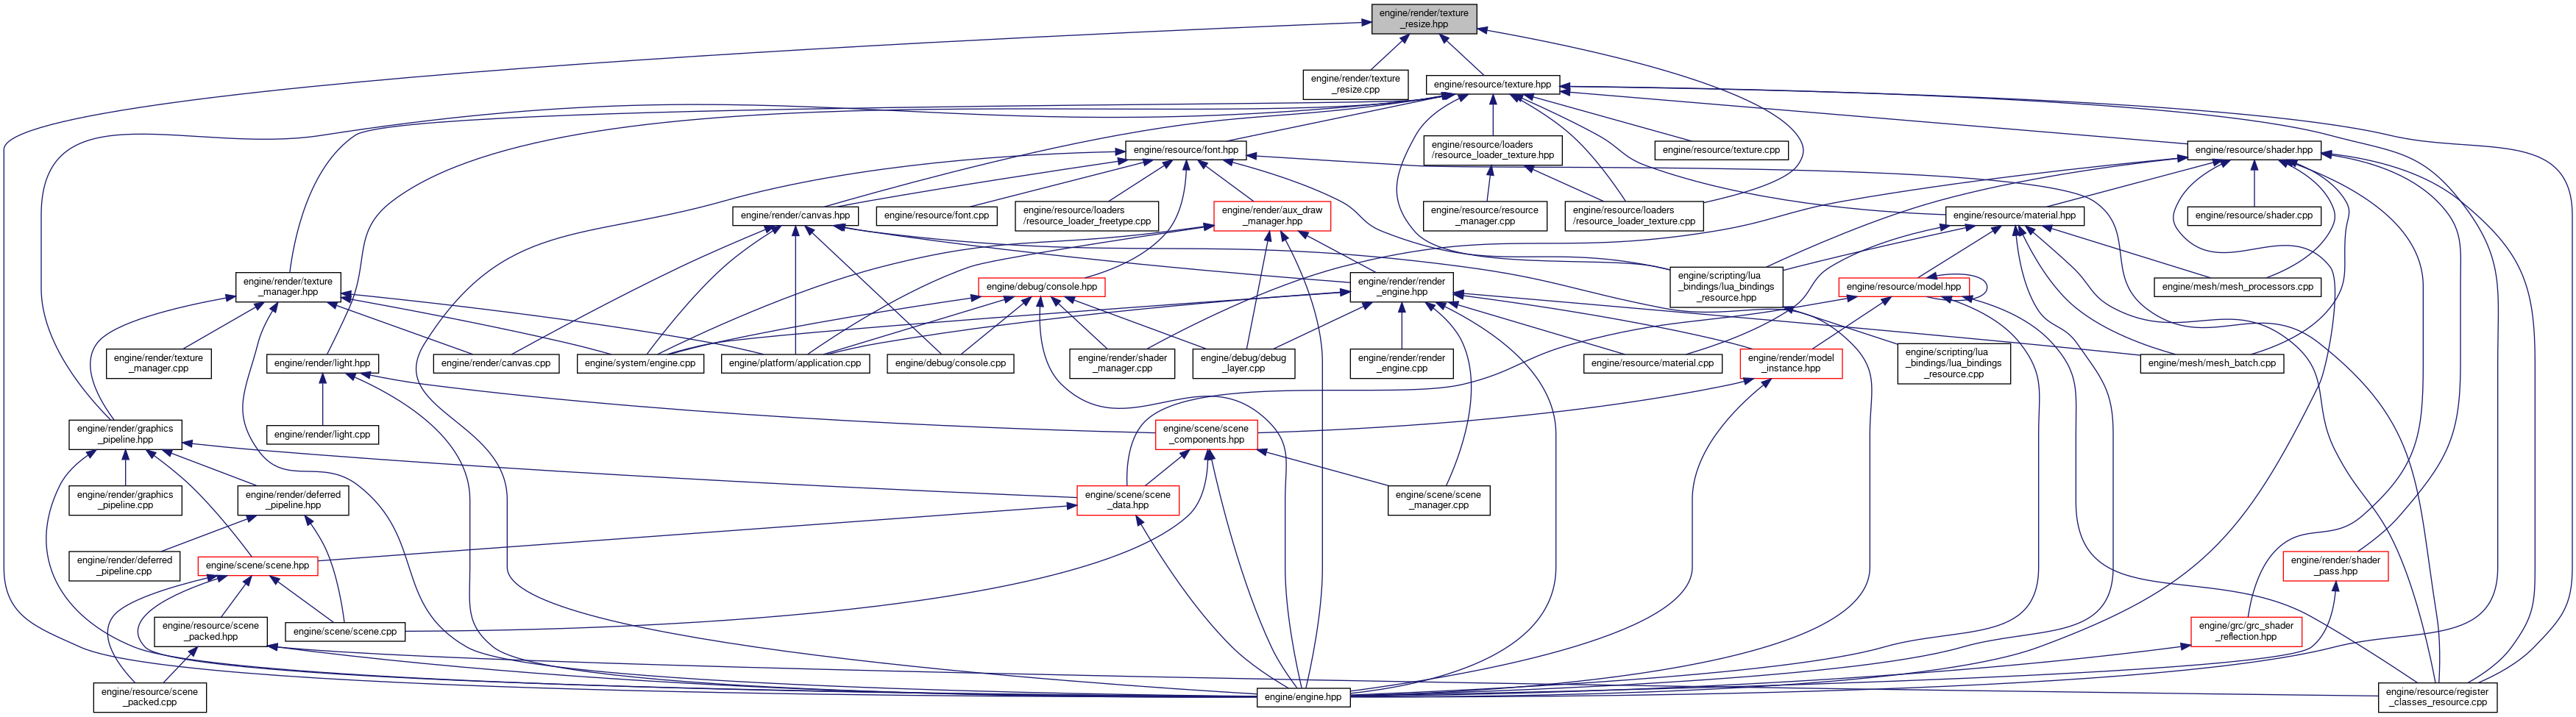 engine/render/texture
_resize.hpp
engine/render/texture
_resize.cpp
engine/resource/texture.hpp
engine/resource/font.hpp
engine/resource/loaders
/resource_loader_texture.hpp
engine/resource/texture.cpp
engine/resource/shader.hpp
engine/render/canvas.hpp
engine/resource/font.cpp
engine/resource/loaders
/resource_loader_freetype.cpp
engine/render/aux_draw
_manager.hpp
engine/resource/resource
_manager.cpp
engine/resource/loaders
/resource_loader_texture.cpp
engine/resource/material.hpp
engine/resource/shader.cpp
engine/render/texture
_manager.hpp
engine/debug/console.hpp
engine/render/render
_engine.hpp
engine/scripting/lua
_bindings/lua_bindings
_resource.hpp
engine/resource/model.hpp
engine/mesh/mesh_processors.cpp
engine/render/texture
_manager.cpp
engine/render/light.hpp
engine/render/canvas.cpp
engine/system/engine.cpp
engine/platform/application.cpp
engine/debug/console.cpp
engine/render/shader
_manager.cpp
engine/debug/debug
_layer.cpp
engine/render/render
_engine.cpp
engine/resource/material.cpp
engine/render/model
_instance.hpp
engine/scripting/lua
_bindings/lua_bindings
_resource.cpp
engine/mesh/mesh_batch.cpp
engine/render/graphics
_pipeline.hpp
engine/render/light.cpp
engine/scene/scene
_components.hpp
engine/render/graphics
_pipeline.cpp
engine/render/deferred
_pipeline.hpp
engine/scene/scene
_data.hpp
engine/scene/scene
_manager.cpp
engine/render/deferred
_pipeline.cpp
engine/scene/scene.hpp
engine/render/shader
_pass.hpp
engine/resource/scene
_packed.hpp
engine/scene/scene.cpp
engine/grc/grc_shader
_reflection.hpp
engine/resource/scene
_packed.cpp
engine/engine.hpp
engine/resource/register
_classes_resource.cpp